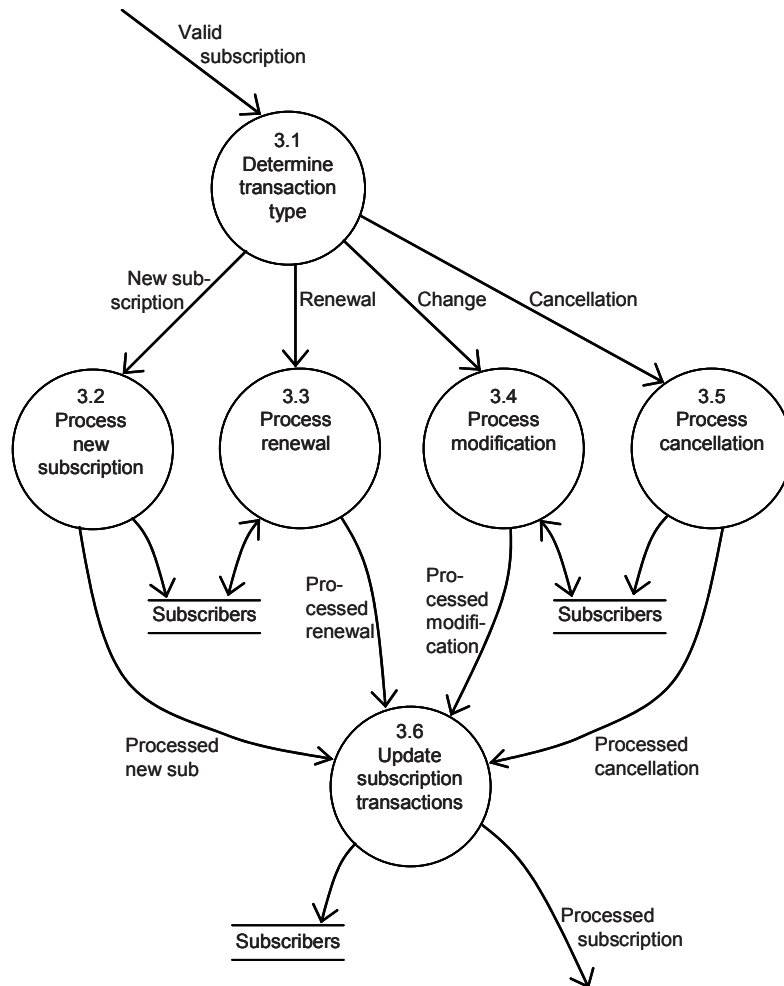 Valid
subscription
3.1
Determine
transaction
type
New sub-
scription
Renewal
Change
Cancellation
3.2
Process
new
subscription
3.3
Process
renewal
3.4
Process
modification
3.5
Process
cancellation
Subscribers
Pro-
cessed
renewal
Pro-
cessed
modifi-
cation
Subscribers
Processed
new sub
3.6
Update
subscription
transactions
Processed
cancellation
Subscribers
Processed
subscription